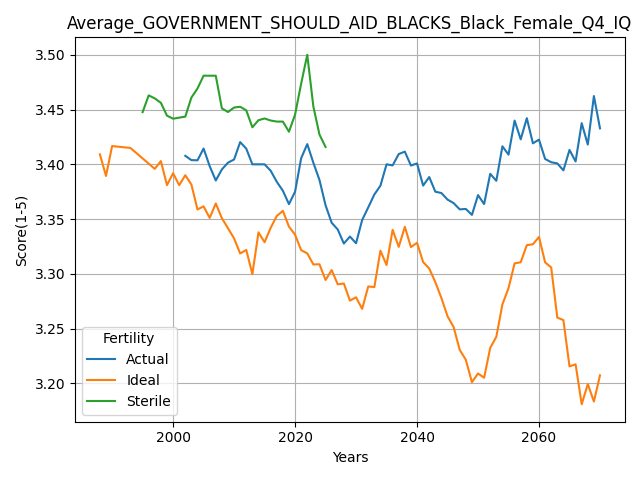 Average_GOVERNMENT_SHOULD_AID_BLACKS_Black_Female_Q4_IQ
3.50
3.45
3.40
3.35
3.30
3.25
3.20
Score(1-5)
Fertility
Actual
Ideal
Sterile
2000 2020 2040 2060
Years